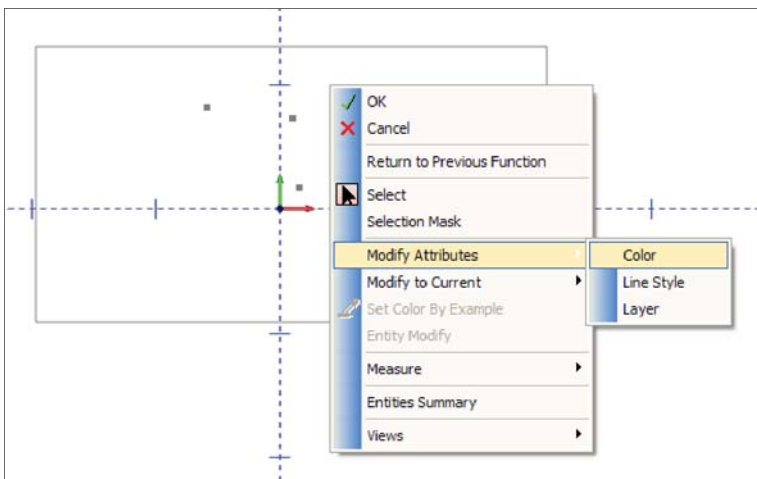 OK
Cancel
Return to Previous Function
Select
Selection Mask
Modify Attributes
Color
Modify to Current
Line Style
Set Color By Example
Layer
Entity Modify
Measure
Entities Summary
Views